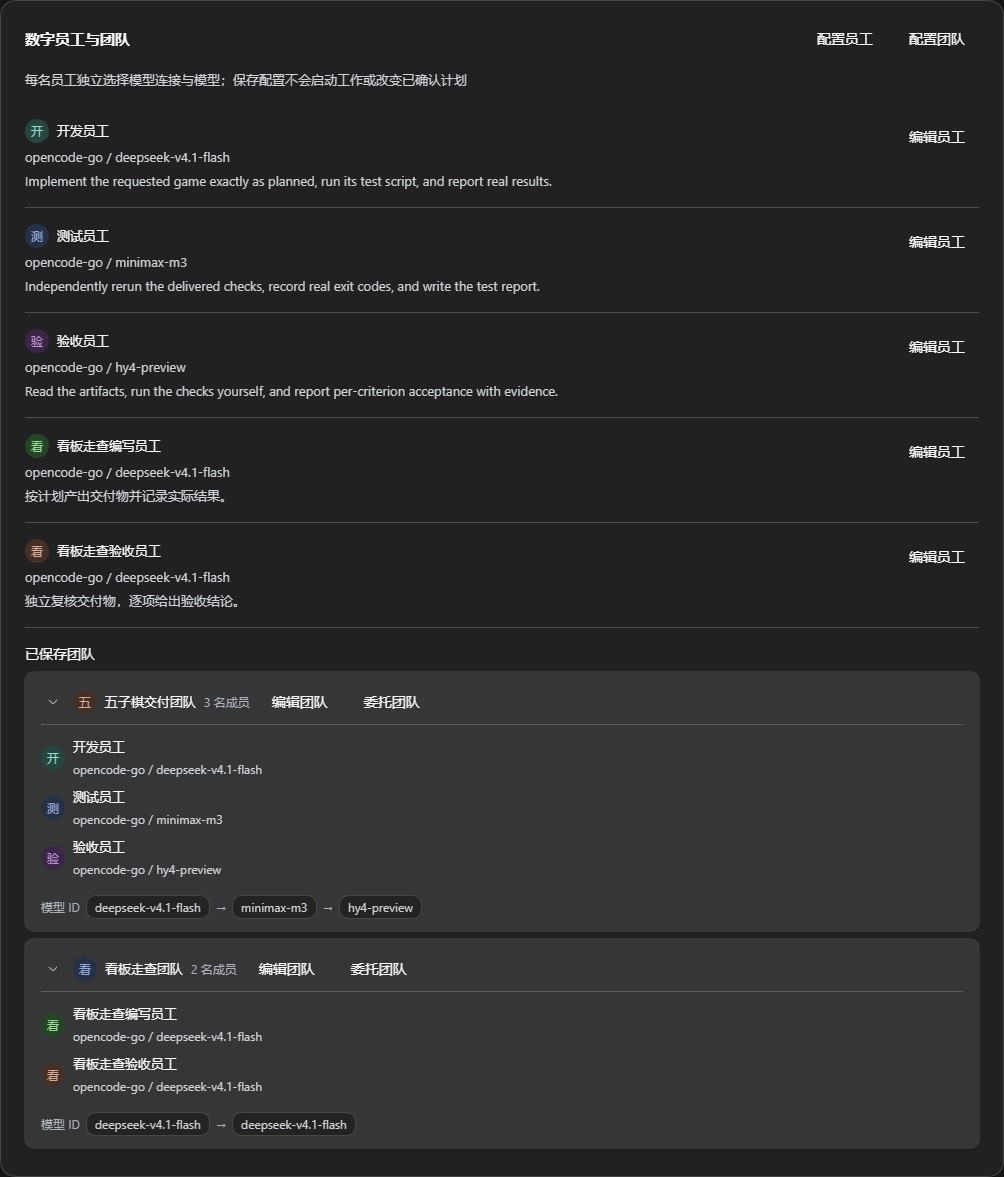 数字员工与团队 配置员工 配置团队
每名员工独立选择模型连接与模型；保存配置不会启动工作或改变已确认计划
开 开发员工 编辑员工
opencode-go / deepseek-v4.1-flash
Implement the requested game exactly as planned, run its test script, and report real results.
测 测试员工 编辑员工
opencode-go / minimax-m3
Independently rerun the delivered checks, record real exit codes, and write the test report.
验 验收员工 编辑员工
opencode-go / hy4-preview
Read the artifacts, run the checks yourself, and report per-criterion acceptance with evidence.
看 看板走查编写员工 编辑员工
opencode-go / deepseek-v4.1-flash
按计划产出交付物并记录实际结果。
看 看板走查验收员工 编辑员工
opencode-go / deepseek-v4.1-flash
独立复核交付物，逐项给出验收结论。
已保存团队
五 五子棋交付团队 3 名成员 编辑团队 委托团队
开 开发员工
opencode-go / deepseek-v4.1-flash
测 测试员工
opencode-go / minimax-m3
验 验收员工
opencode-go / hy4-preview
模型 ID deepseek-v4.1-flash → minimax-m3 → hy4-preview
看 看板走查团队 2 名成员 编辑团队 委托团队
看 看板走查编写员工
opencode-go / deepseek-v4.1-flash
看 看板走查验收员工
opencode-go / deepseek-v4.1-flash
模型 ID deepseek-v4.1-flash → deepseek-v4.1-flash